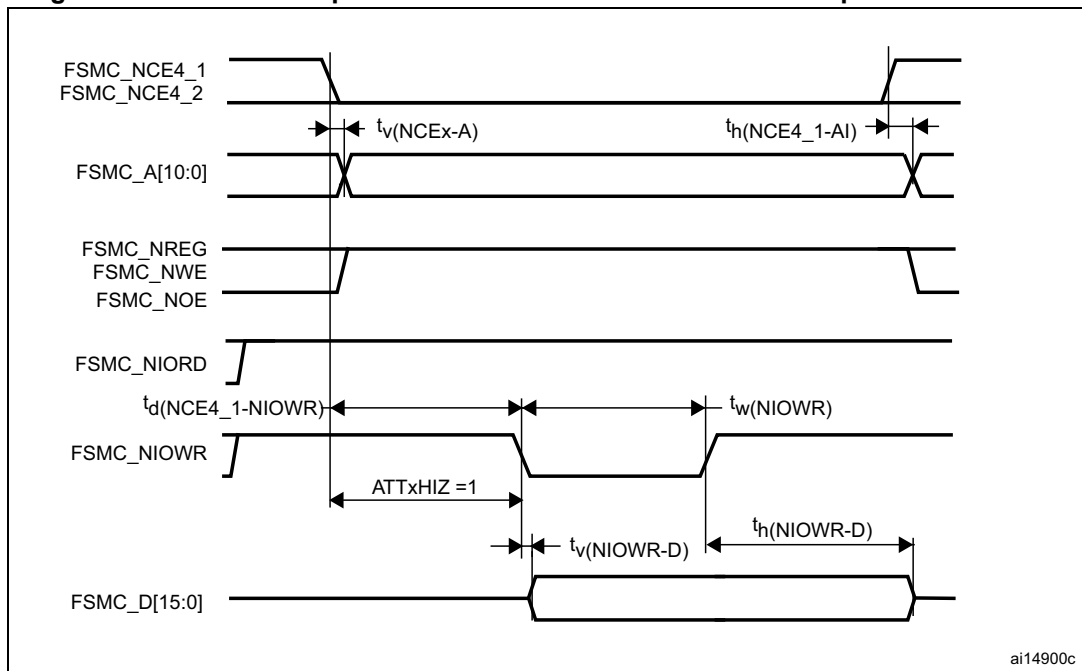 FSMC_NCE4_1
FSMC_NCE4_2
tv(NCEx-A)
th(NCE4_1-AI)
FSMC_A[10:0]
FSMC_NREG
FSMC_NWE
FSMC_NOE
FSMC_NIORD
td(NCE4_1-NIOWR)
tw(NIOWR)
FSMC_NIOWR
ATTxHIZ =1
th(NIOWR-D)
tv(NIOWR-D)
FSMC_D[15:0]
ai14900c